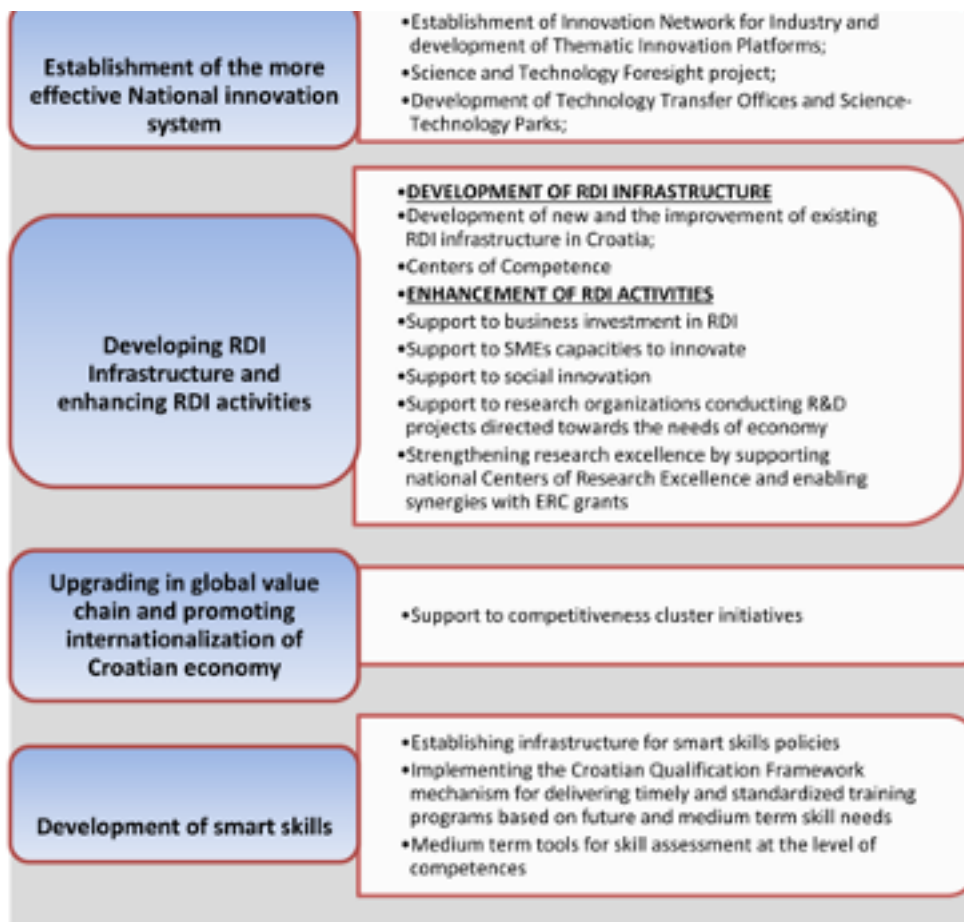 Establishment of the more
effective National innovation
system
•Establishment of Innovation Network for Industry and
development of Thematic Innovation Platforms;
•Science and Technology Foresight project;
•Development of Technology Transfer Offices and Science-
Technology Parks;
Developing RDI
Infrastructure and
enhancing RDI activities
•DEVELOPMENT OF RDI INFRASTRUCTURE
•Development of new and the improvement of existing
RDI infrastructure in Croatia;
•Centers of Competence
•ENHANCEMENT OF RDI ACTIVITIES
•Support to business investment in RDI
•Support to SMEs capacities to innovate
•Support to social innovation
•Support to research organizations conducting R&D
projects directed towards the needs of economy
•Strengthening research excellence by supporting
national Centers of Research Excellence and enabling
synergies with ERC grants
Upgrading in global value
chain and promoting
internationalization of
Croatian economy
•Support to competitiveness cluster initiatives
Development of smart skills
•Establishing infrastructure for smart skills policies
•Implementing the Croatian Qualification Framework
mechanism for delivering timely and standardized training
programs based on future and medium term skill needs
•Medium term tools for skill assessment at the level of
competences